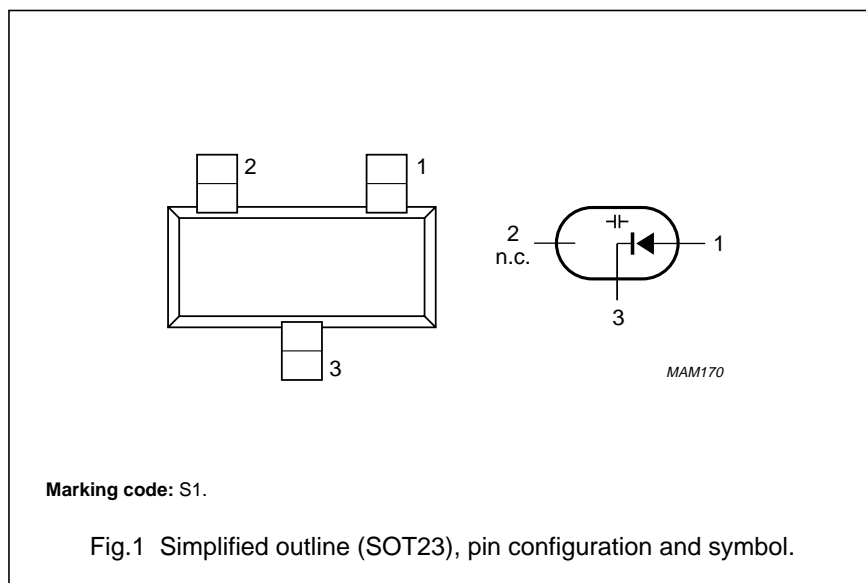 2
1
3
2
n.c.
1
3
MAM170
Marking code: S1.
Fig.1 Simplified outline (SOT23), pin configuration and symbol.